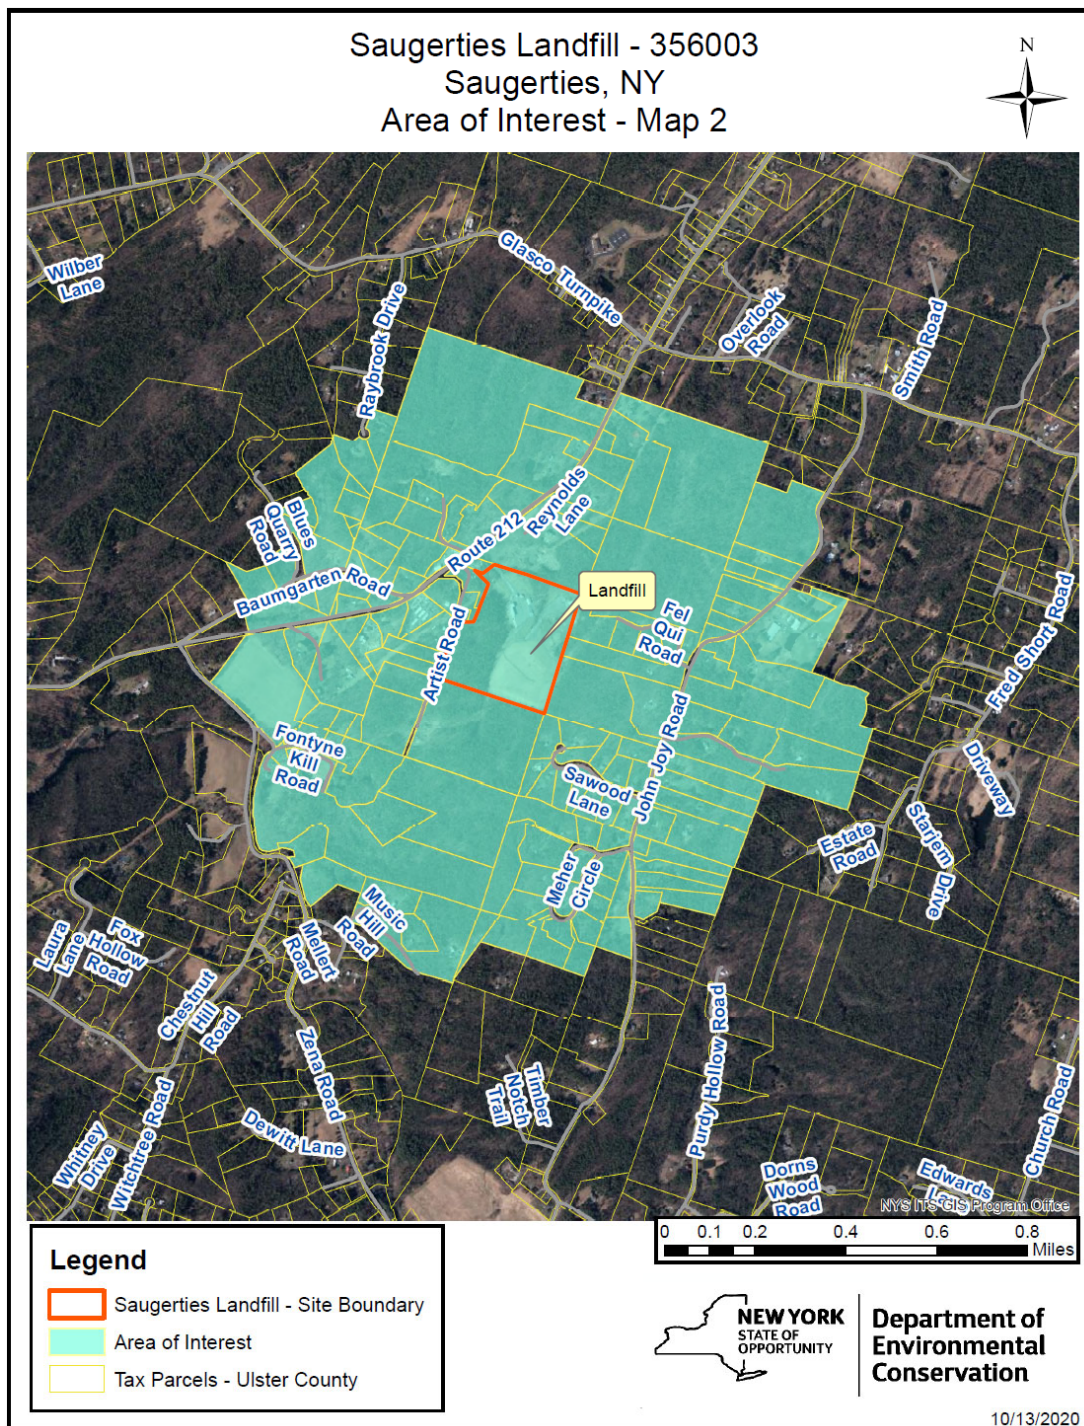 Saugerties Landfill - 356003
Saugerties, NY
Area of Interest - Map 2
N
Wilber
Lane
Raybrook Drive
Glasco Turnpike
Overlook
Road
Smith Road
Blues
Quarry
Road
Baumgarten Road
Route 212
Reynolds
Lane
Landfill
Artist Road
Fel
Qui
Road
Fred Short Road
Fontyne
Kill
Road
Sawood
Lane
John Joy Road
Driveway
Estate
Road
Starjem Drive
Meher
Circle
Music
Hill
Road
Laura
Lane
Fox
Hollow
Road
Mellert
Road
Chestnut
Hill
Road
Zena Road
Timber
Notch
Trail
Purdy Hollow Road
Whitney
Drive
Witchtree Road
Dewitt Lane
Dorns
Wood
Road
Edwards
Church Road
NYS ITS GIS Program Office
0 0.1 0.2 0.4 0.6 0.8
Miles
Legend
Saugerties Landfill - Site Boundary
Area of Interest
Tax Parcels - Ulster County
NEW YORK
STATE OF
OPPORTUNITY
Department of
Environmental
Conservation
10/13/2020